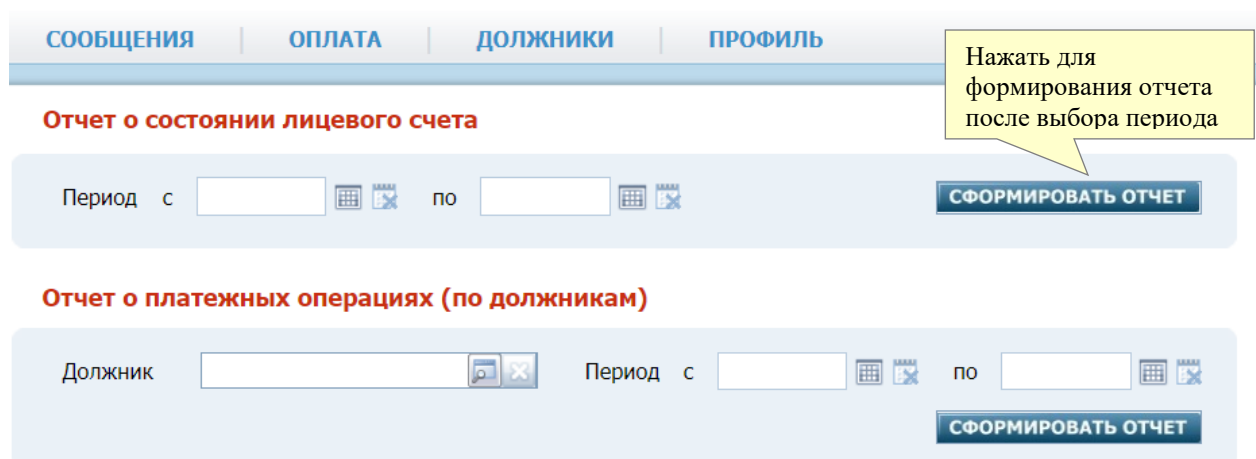 СООБЩЕНИЯ ОПЛАТА ДОЛЖНИКИ ПРОФИЛЬ
Нажать для
формирования отчета
после выбора периода
Отчет о состоянии лицевого счета
Период с по СФОРМИРОВАТЬ ОТЧЕТ
Отчет о платежных операциях (по должникам)
Должник Период с по
СФОРМИРОВАТЬ ОТЧЕТ